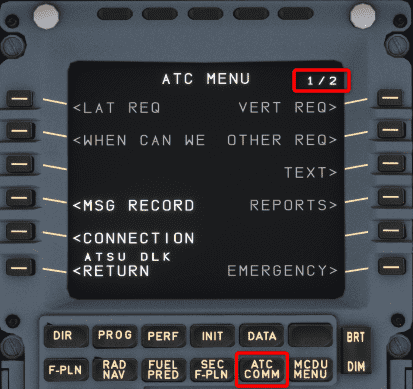 ATC MENU 1/2
<LAT REQ VERT REQ>
<WHEN CAN WE OTHER REQ>
TEXT>
<MSG RECORD REPORTS>
<CONNECTION
ATSU DLK
<RETURN EMERGENCY>
DIR PROG PERF INIT DATA BRT
F-PLN RAD NAV FUEL PRED SEC F-PLN ATC COMM MCDU MENU DIM